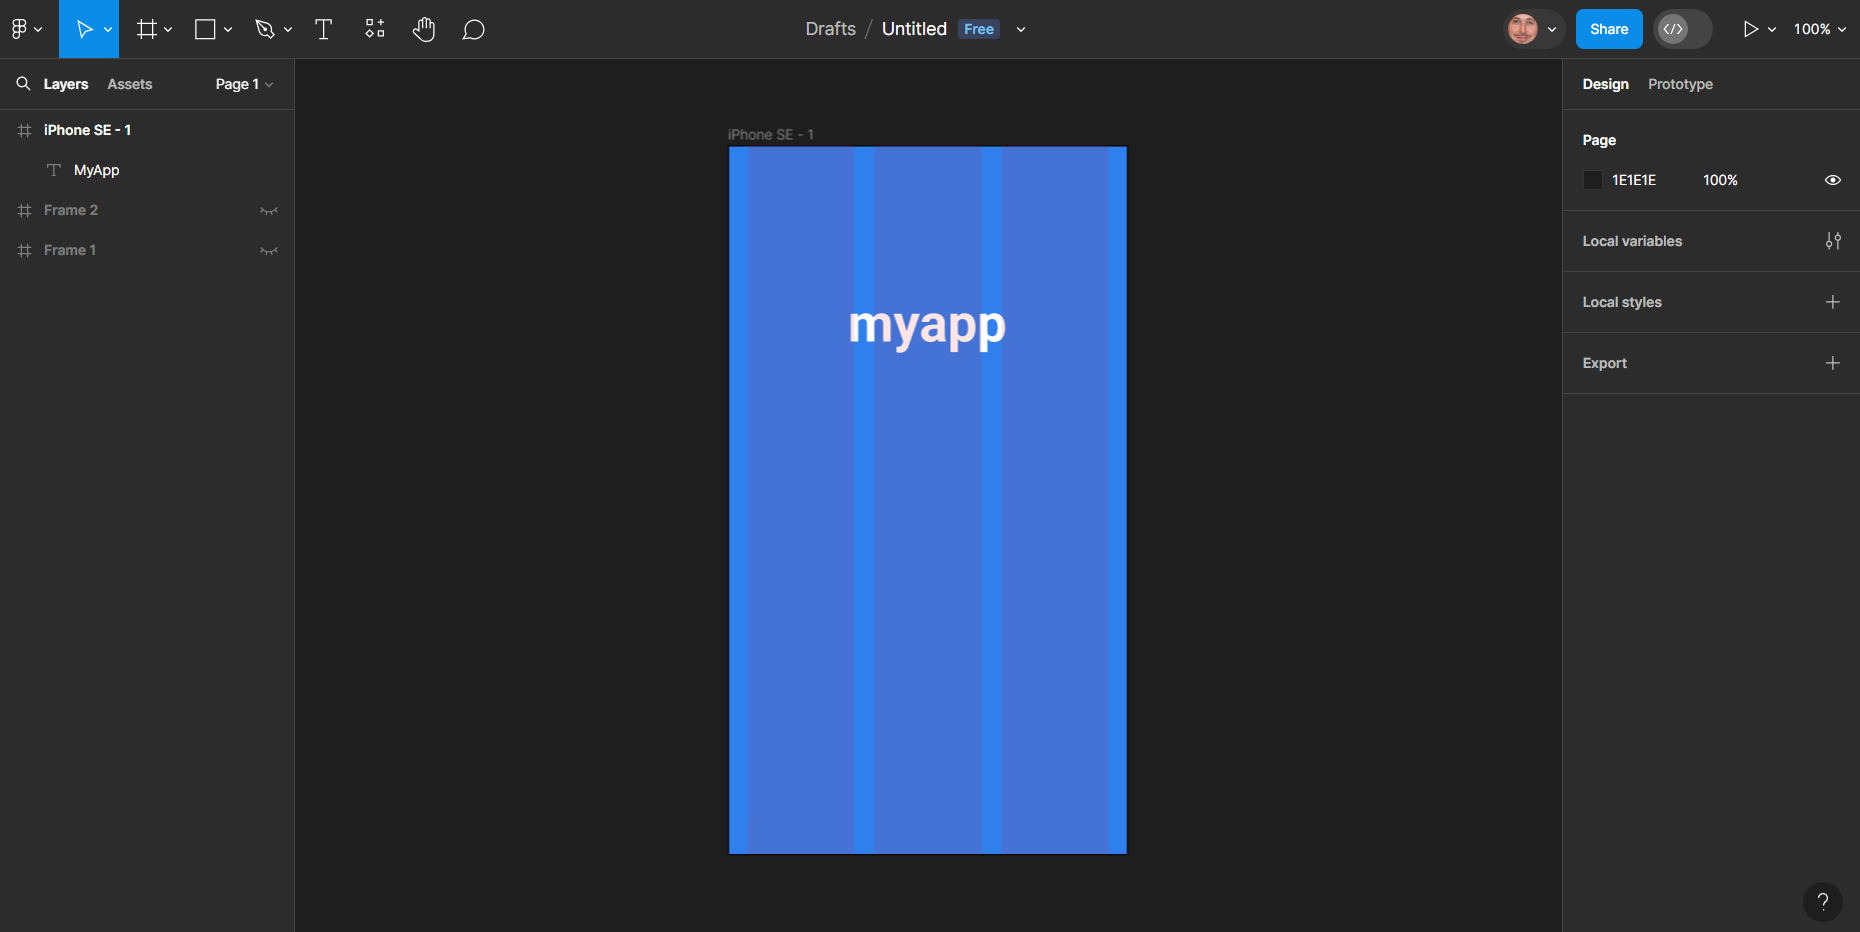 Drafts / Untitled Free
Share
100%
Layers Assets Page 1
iPhone SE - 1
MyApp
Frame 2
Frame 1
iPhone SE - 1
myapp
Design Prototype
Page
1E1E1E 100%
Local variables
Local styles
Export
?